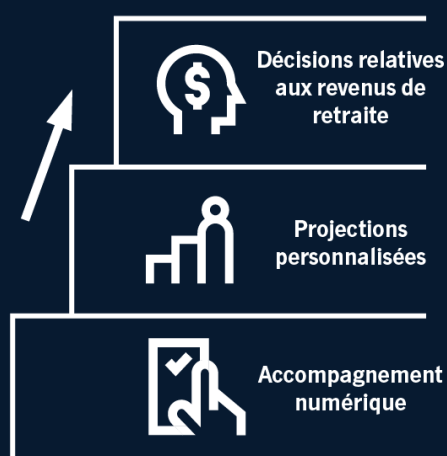 Décisions relatives
aux revenus de
retraite
Projections
personnalisées
Accompagnement
numérique